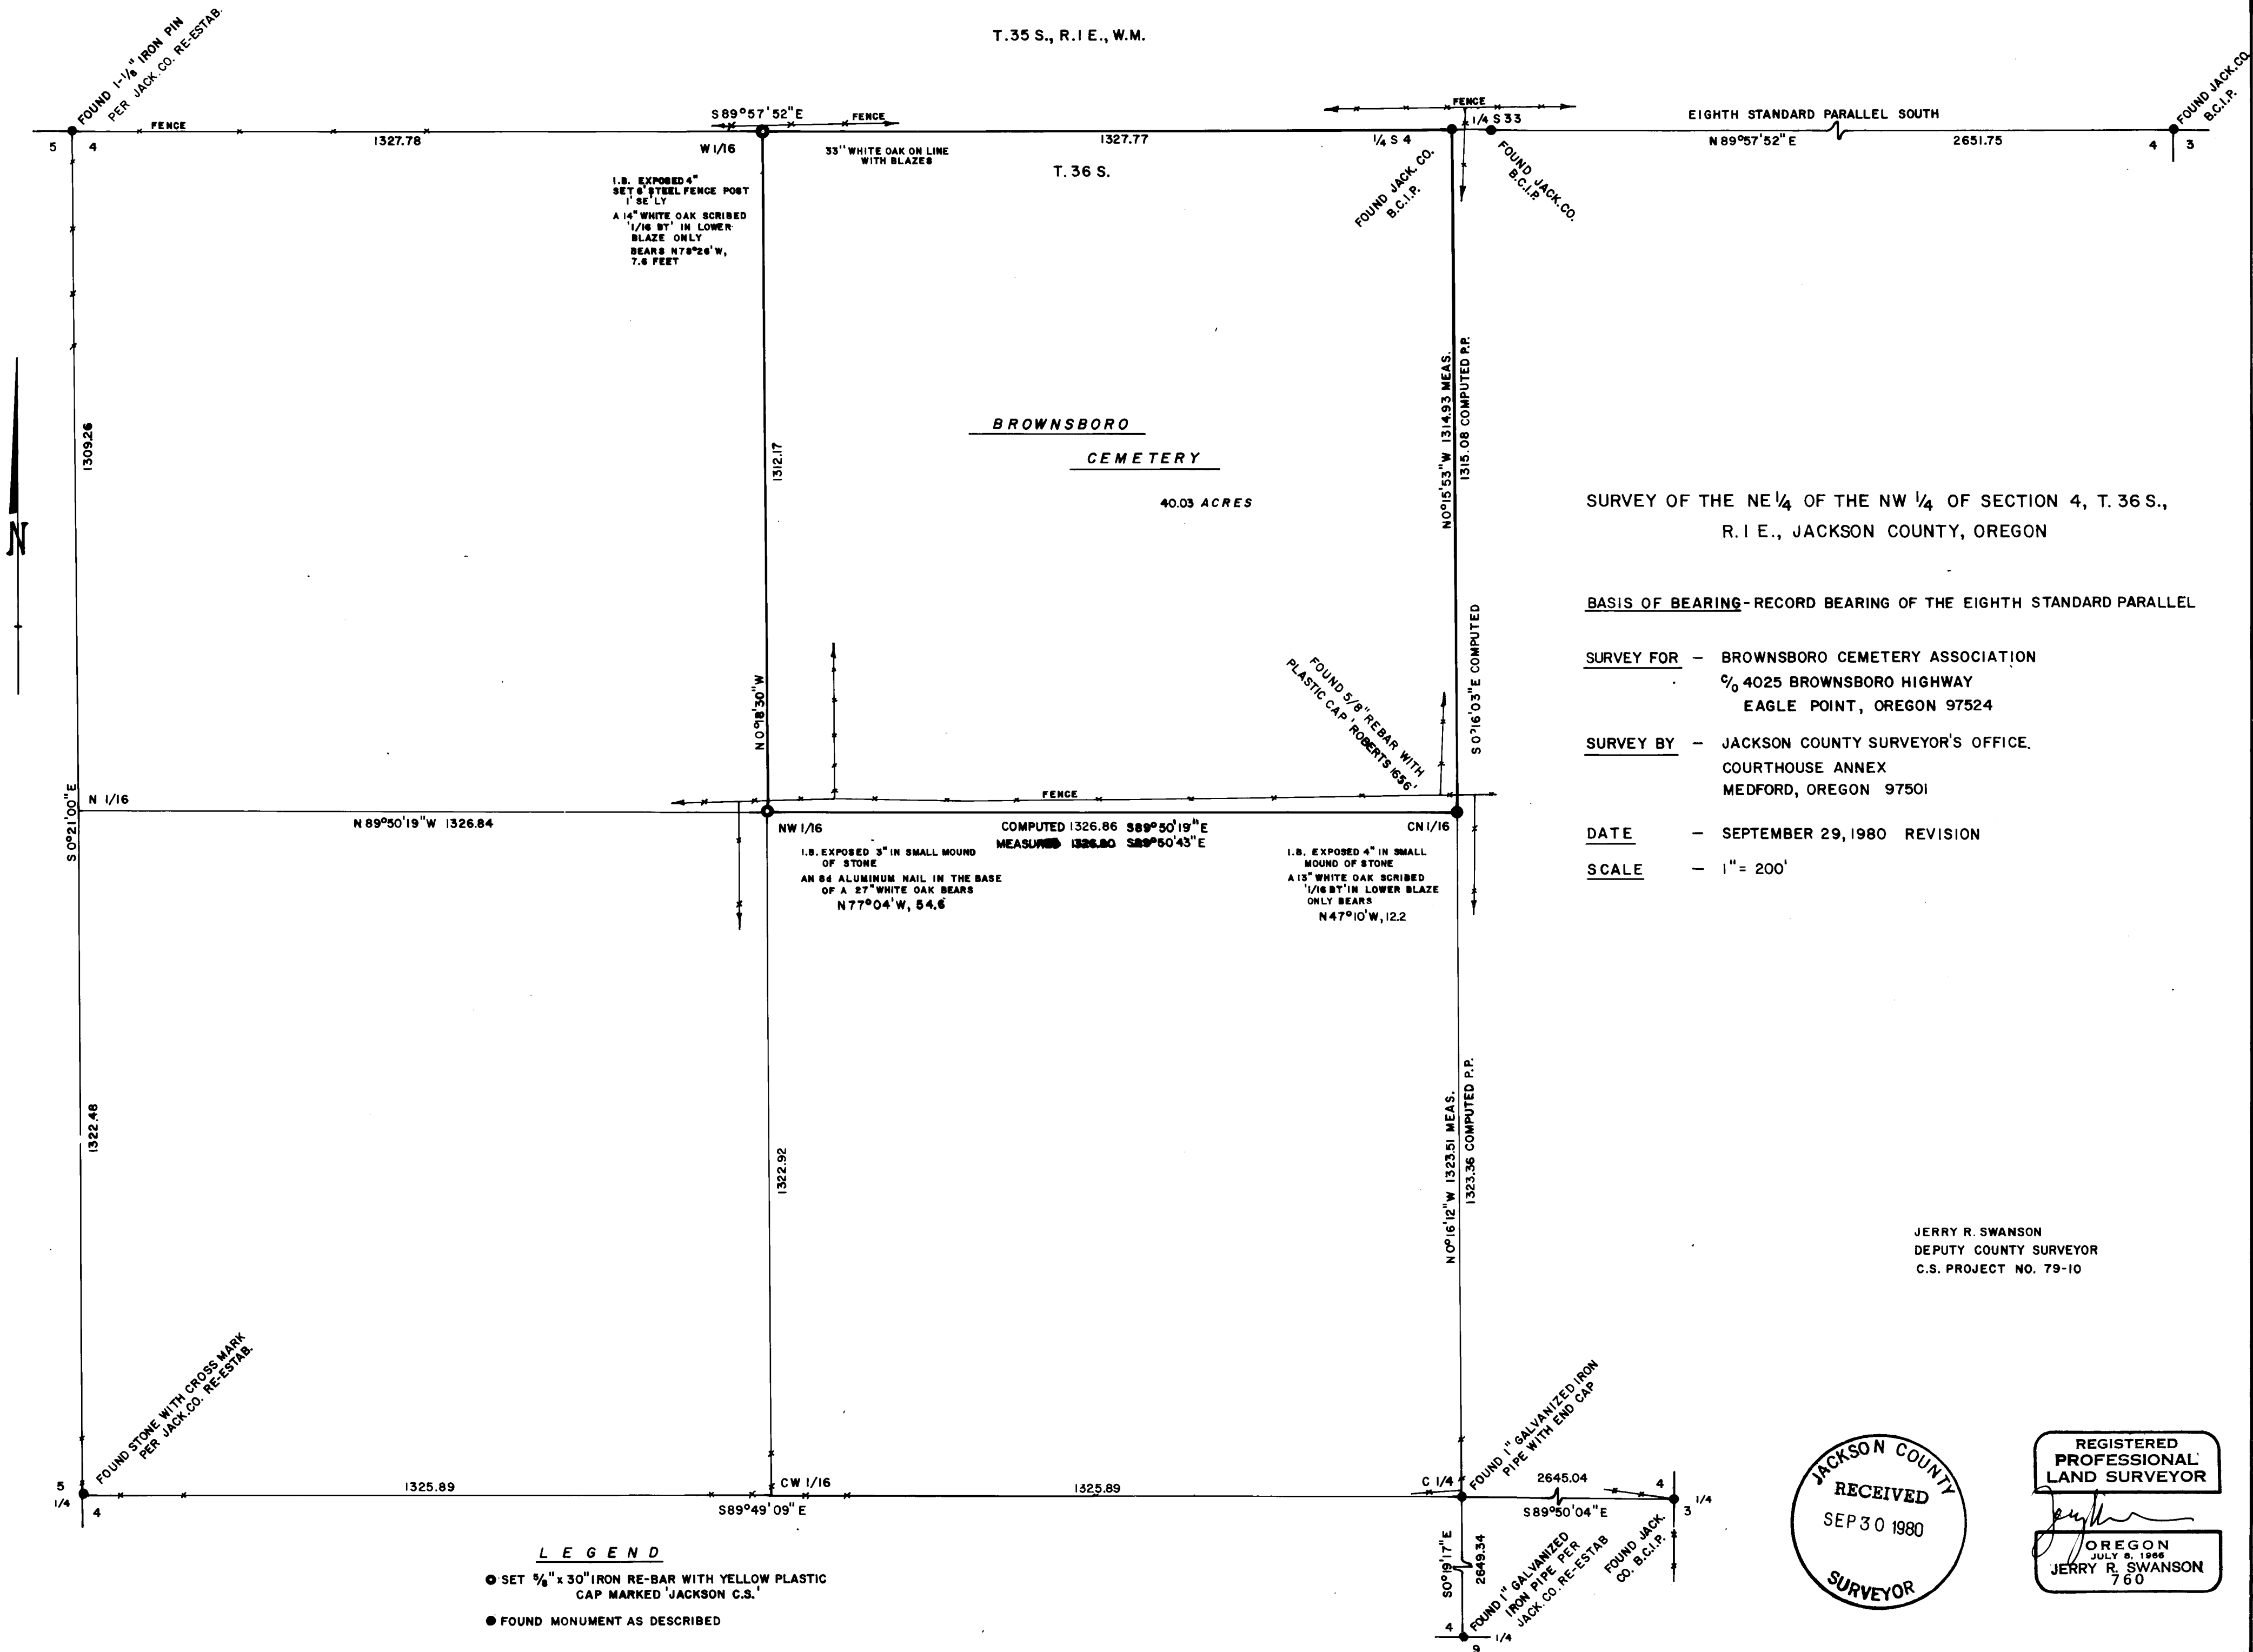 T.35 S., R.1 E., W.M.
FOUND 1-1/8" IRON PIN
PER JACK. CO. RE-ESTAB.
FENCE
5 4
1327.78
S89°57'52"E
FENCE
W 1/16
33" WHITE OAK ON LINE
WITH BLAZES
1327.77
T. 36 S.
FENCE
1/4 S 33
1/4 S 4
FOUND JACK. CO.
B.C.I.P.
FOUND JACK. CO.
B.C.I.P.
EIGHTH STANDARD PARALLEL SOUTH
N 89°57'52" E
2651.75
FOUND JACK. CO.
B.C.I.P.
4 3
I.B. EXPOSED 4"
SET 6' STEEL FENCE POST
1' SE'LY
A 14" WHITE OAK SCRIBED
'1/16 BT' IN LOWER
BLAZE ONLY
BEARS N78°26'W,
7.6 FEET
1309.26
S 0°21'00" E
1312.17
N 0°18'30" W
BROWNSBORO
CEMETERY
40.03 ACRES
N0°15'53"W 1314.93 MEAS.
1315.08 COMPUTED P.P.
S 0°16'03" E COMPUTED
FOUND 5/8" REBAR WITH
PLASTIC CAP 'ROBERTS 1656'
SURVEY OF THE NE 1/4 OF THE NW 1/4 OF SECTION 4, T. 36 S.,
R. 1 E., JACKSON COUNTY, OREGON
BASIS OF BEARING - RECORD BEARING OF THE EIGHTH STANDARD PARALLEL
SURVEY FOR — BROWNSBORO CEMETERY ASSOCIATION
c/o 4025 BROWNSBORO HIGHWAY
EAGLE POINT, OREGON 97524
SURVEY BY — JACKSON COUNTY SURVEYOR'S OFFICE.
COURTHOUSE ANNEX
MEDFORD, OREGON 97501
DATE — SEPTEMBER 29, 1980 REVISION
SCALE — 1" = 200'
N
N 1/16
N 89°50'19" W 1326.84
NW 1/16
FENCE
COMPUTED 1326.86 S89°50'19"E
MEASURED 1326.80 S89°50'43"E
CN 1/16
I.B. EXPOSED 3" IN SMALL MOUND
OF STONE
AN 8d ALUMINUM NAIL IN THE BASE
OF A 27" WHITE OAK BEARS
N77°04'W, 54.6
I.B. EXPOSED 4" IN SMALL
MOUND OF STONE
A 13" WHITE OAK SCRIBED
'1/16 BT' IN LOWER BLAZE
ONLY BEARS
N47°10'W, 12.2
1322.48
1322.92
N 0°16'12" W 1323.51 MEAS.
1323.36 COMPUTED P.P.
JERRY R. SWANSON
DEPUTY COUNTY SURVEYOR
C.S. PROJECT NO. 79-10
FOUND STONE WITH CROSS MARK
PER JACK. CO. RE-ESTAB.
5
1/4
4
1325.89
CW 1/16
S89°49'09" E
1325.89
C 1/4
FOUND 1" GALVANIZED IRON
PIPE WITH END CAP
2645.04
S89°50'04"E
4
3 1/4
FOUND JACK.
CO. B.C.I.P.
S0°19'17"E
2649.34
FOUND 1" GALVANIZED
IRON PIPE PER
JACK. CO. RE-ESTAB
4
1/4
9
LEGEND
SET 5/8" x 30" IRON RE-BAR WITH YELLOW PLASTIC
CAP MARKED 'JACKSON C.S.'
FOUND MONUMENT AS DESCRIBED
JACKSON COUNTY
RECEIVED
SEP 30 1980
SURVEYOR
REGISTERED
PROFESSIONAL
LAND SURVEYOR
OREGON
JULY 8, 1966
JERRY R. SWANSON
760